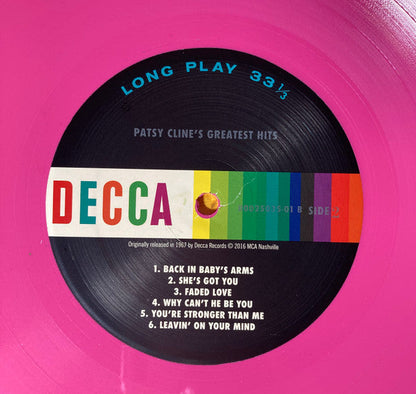 LONG PLAY 33 1/3
PATSY CLINE'S GREATEST HITS
DECCA
B SIDE 2
Originally released in 1967 by Decca Records © 2016 MCA Nashville
1. BACK IN BABY'S ARMS
2. SHE'S GOT YOU
3. FADED LOVE
4. WHY CAN'T HE BE YOU
5. YOU'RE STRONGER THAN ME
6. LEAVIN' ON YOUR MIND